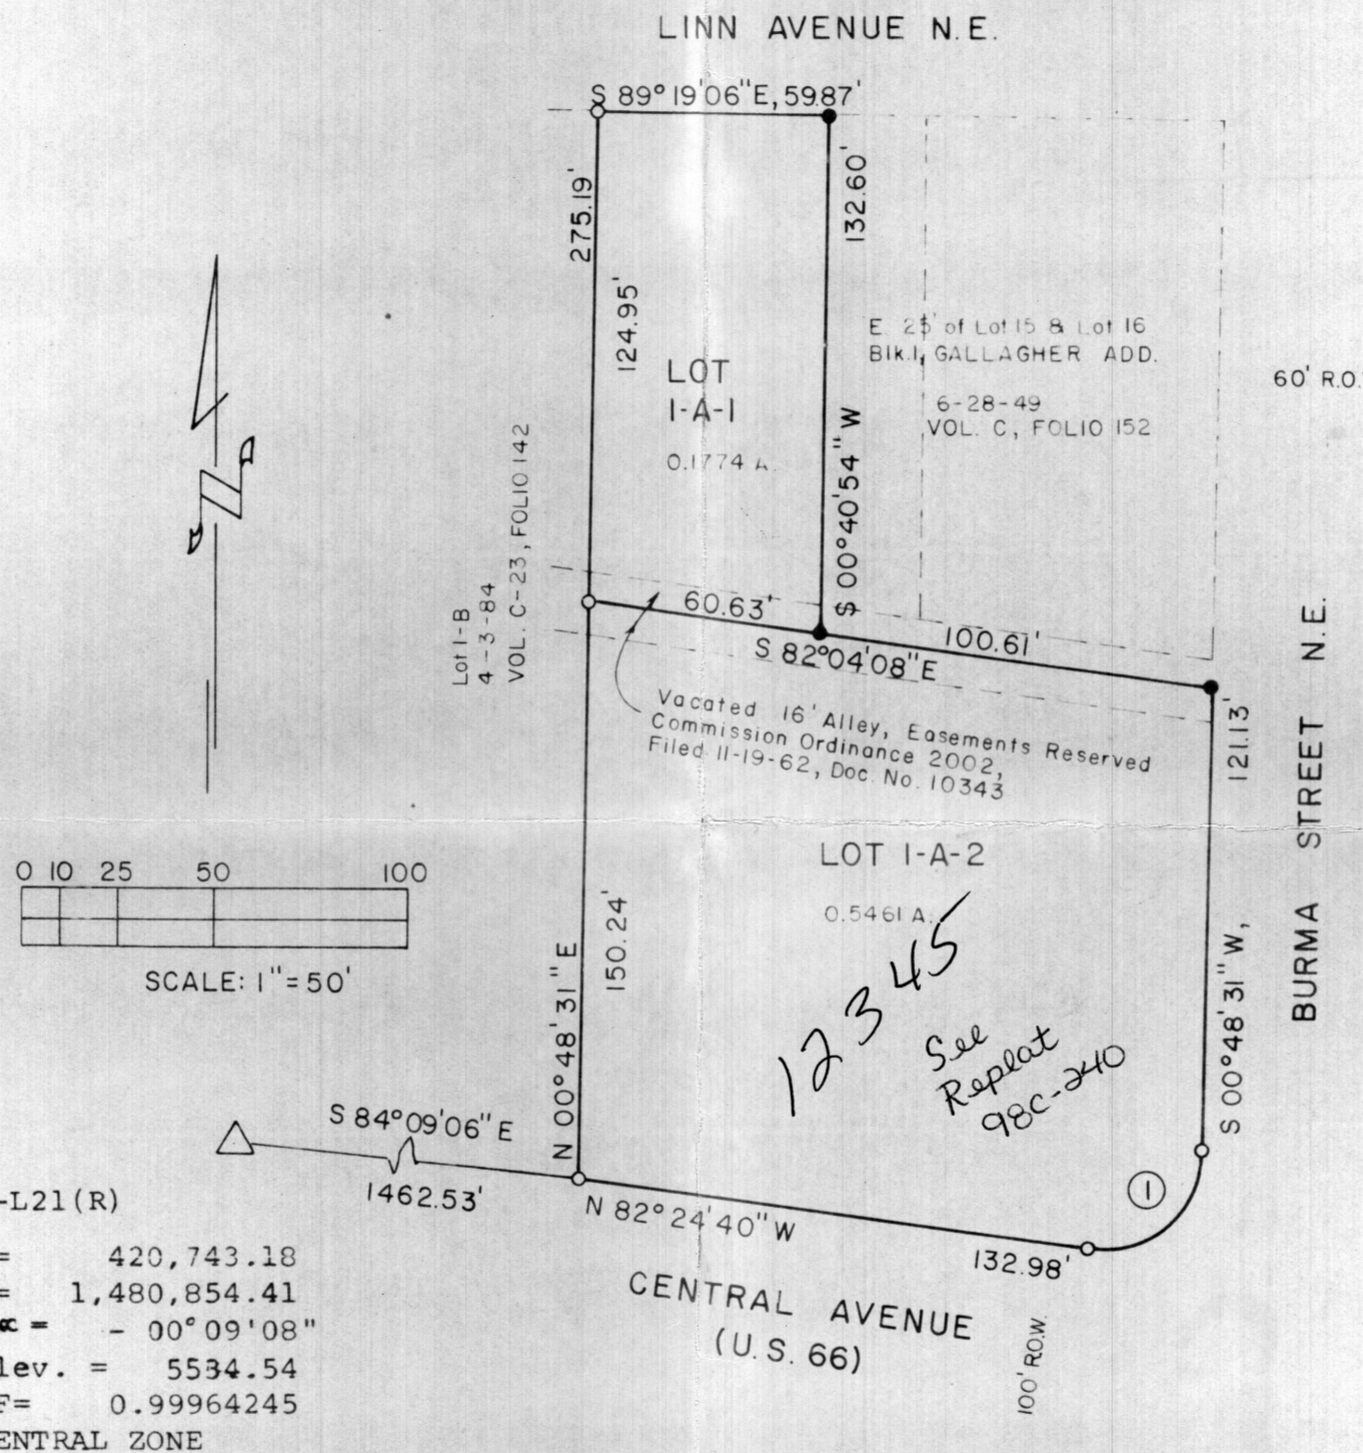 LINN AVENUE N.E.
S 89°19'06"E, 59.87'
275.19'
132.60'
124.95'
LOT
1-A-1
0.1774 A.
S 00°40'54" W
E. 25' of Lot 15 & Lot 16
Blk.1, GALLAGHER ADD.
6-28-49
VOL. C, FOLIO 152
60' R.O.
Lot 1-B
4-3-84
VOL. C-23, FOLIO 142
60.63'
100.61'
S 82°04'08"E
Vacated 16' Alley, Easements Reserved
Commission Ordinance 2002,
Filed 11-19-62, Doc. No. 10343
121.13'
BURMA STREET N.E.
0 10 25 50 100
SCALE: 1"=50'
LOT 1-A-2
0.5461 A.
12345
See
Replat
98C-240
150.24'
N 00°48'31"E
S 00°48'31"W,
S 84°09'06"E
1462.53'
N 82°24'40"W
132.98'
1
CENTRAL AVENUE
(U.S. 66)
100' R.O.W.
-L21(R)
= 420,743.18
= 1,480,854.41
∝ = - 00°09'08"
lev. = 5534.54
F= 0.99964245
ENTRAL ZONE